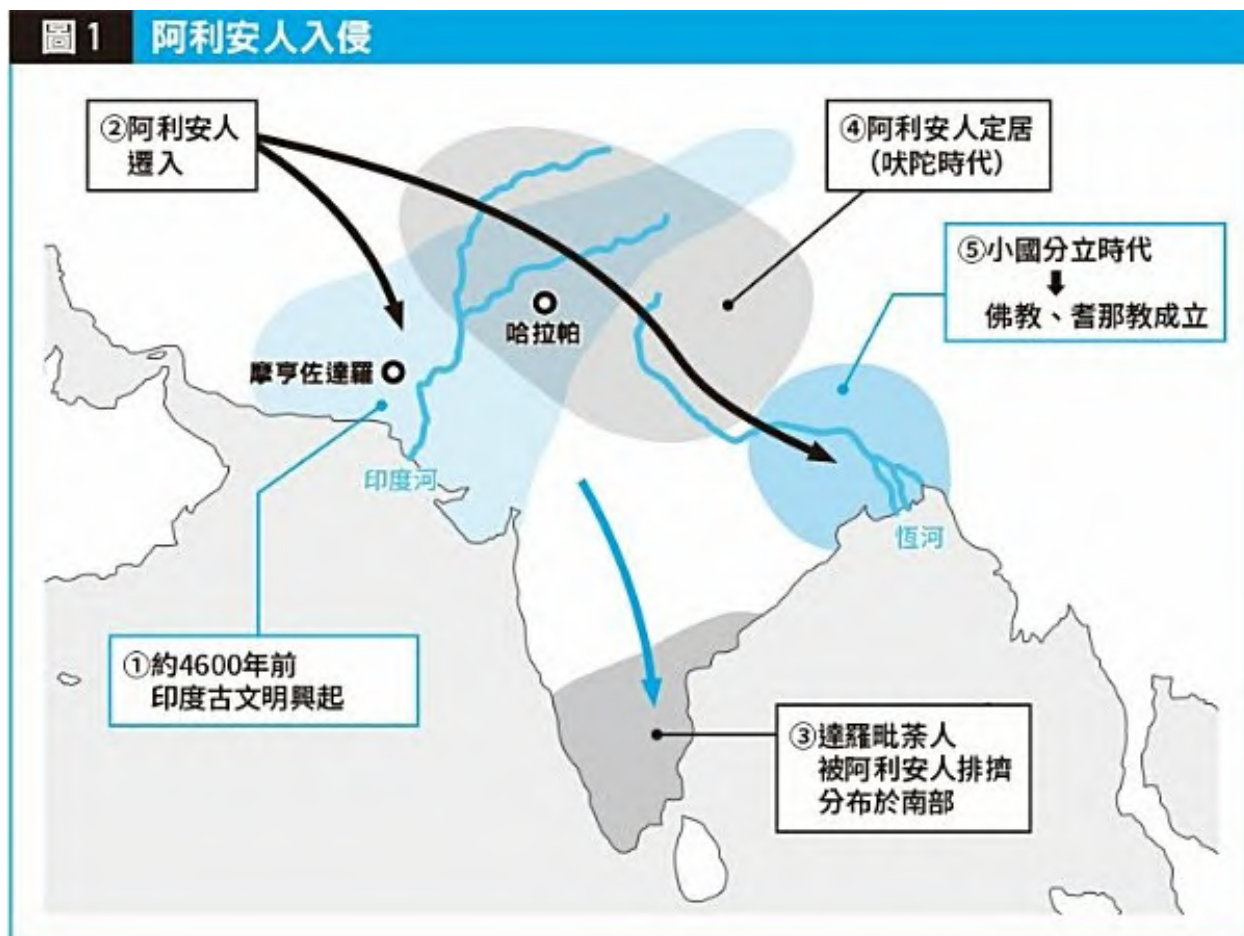 圖 1 阿利安人入侵
②阿利安人
遷入
④阿利安人定居
(吠陀時代)
⑤小國分立時代
佛教、耆那教成立
哈拉帕
摩亨佐達羅
印度河
恆河
①約4600年前
印度古文明興起
③達羅毗荼人
被阿利安人排擠
分布於南部